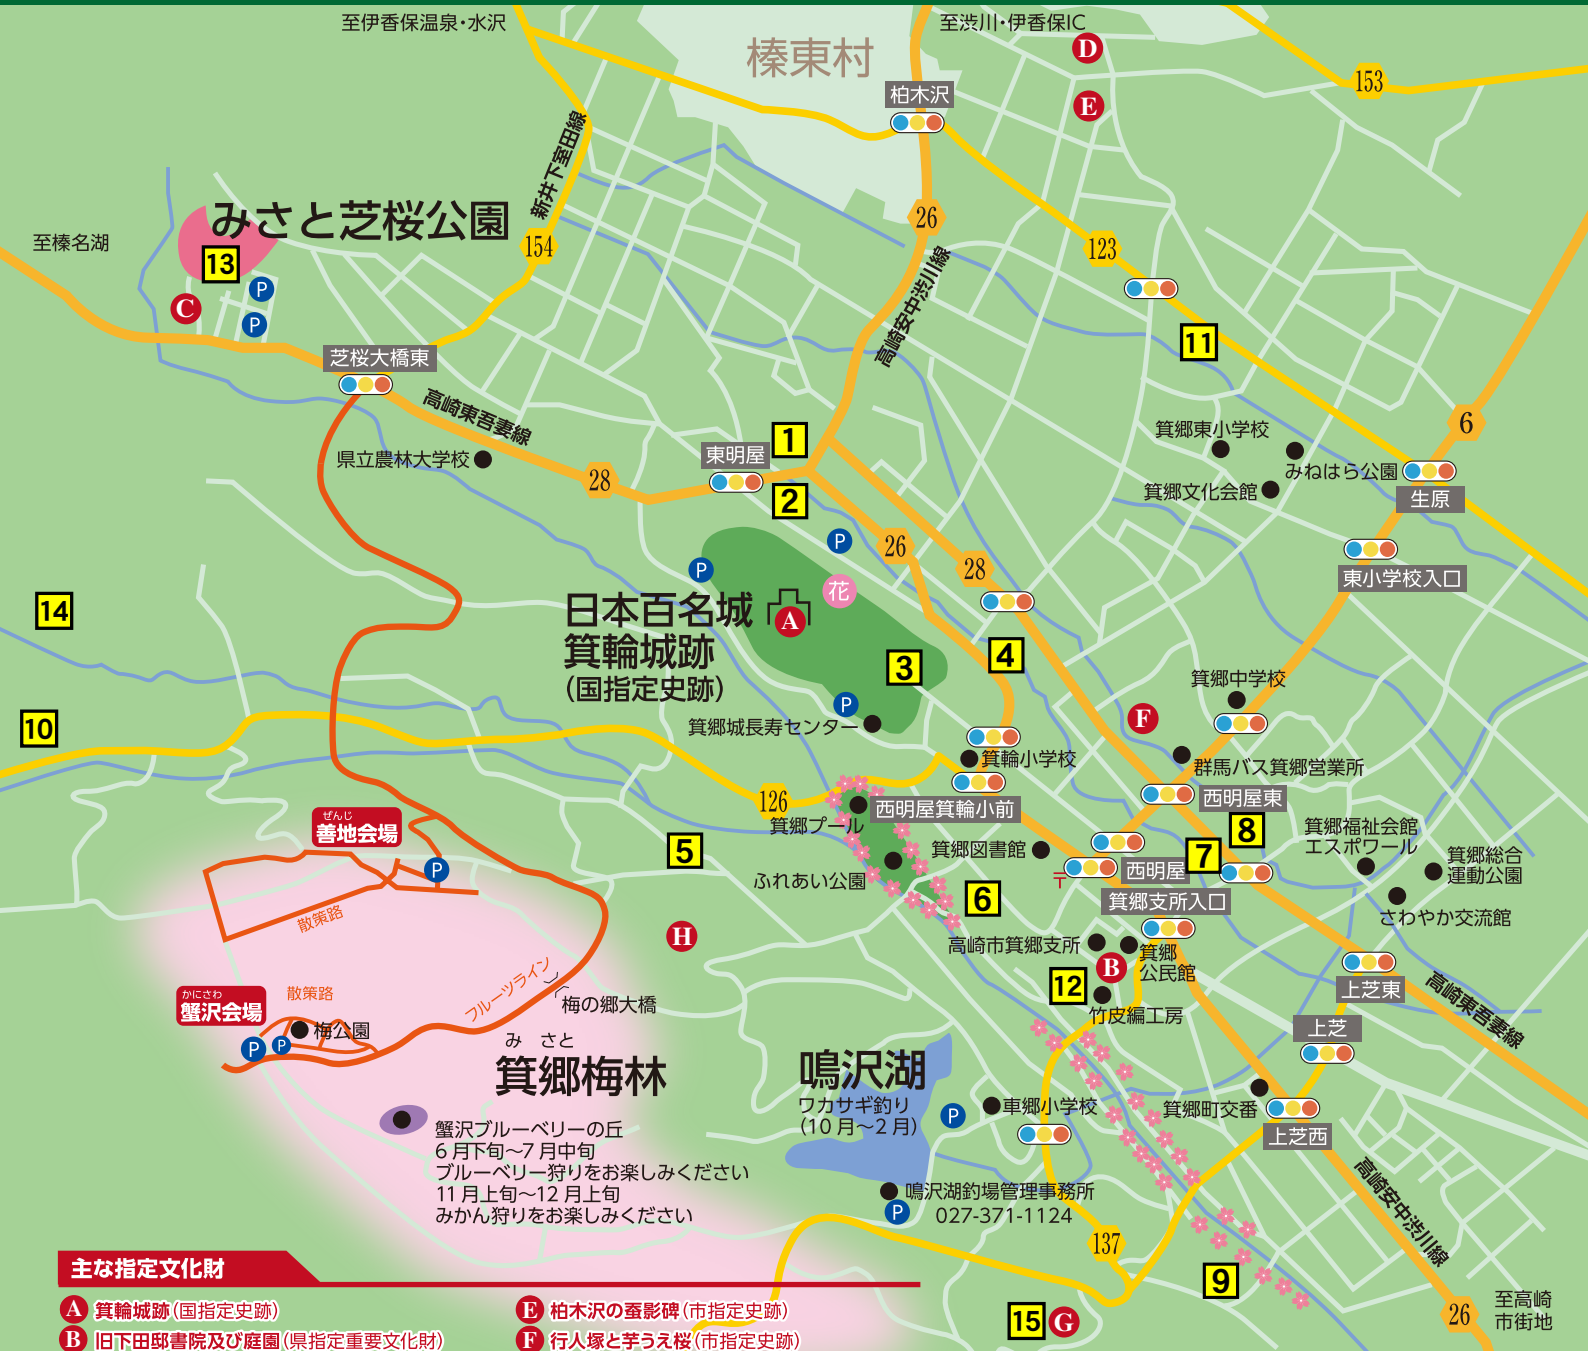 至伊香保温泉・水沢
至渋川・伊香保IC
榛東村
D
153
柏木沢
E
新井下室田線
みさと芝桜公園
26
至榛名湖
154
123
13
P
C
P
高崎安中渋川線
11
芝桜大橋東
高崎東吾妻線
6
1
箕郷東小学校
東明屋
県立農林大学校
みねはら公園
28
2
箕郷文化会館
生原
P
26
28
P
東小学校入口
花
14
日本百名城
A
箕輪城跡
4
3
(国指定史跡)
箕郷中学校
P
F
10
箕郷城長寿センター
箕輪小学校
群馬バス箕郷営業所
126
西明屋箕輪小前
西明屋東
ぜんじ
善地会場
箕郷プール
8
箕郷福祉会館
エスポワール
5
箕郷図書館
7
箕郷総合
運動公園
P
ふれあい公園
〒
西明屋
6
箕郷支所入口
散策路
さわやか交流館
H
高崎市箕郷支所
箕郷
公民館
B
上芝東
高崎東吾妻線
フルーツライン
12
かにさわ
蟹沢会場
散策路
梅の郷大橋
竹皮編工房
梅公園
上芝
P
P
み さと
箕郷梅林
鳴沢湖
ワカサギ釣り
(10月～2月)
P
車郷小学校
箕郷町交番
蟹沢ブルーベリーの丘
6月下旬～7月中旬
ブルーベリー狩りをお楽しみください
11月上旬～12月上旬
みかん狩りをお楽しみください
上芝西
鳴沢湖釣場管理事務所
027-371-1124
P
高崎安中渋川線
137
9
主な指定文化財
至高崎
市街地
15
G
26
A 箕輪城跡(国指定史跡)
E 柏木沢の蚕影碑(市指定史跡)
B 旧下田邸書院及び庭園(県指定重要文化財)
F 行人塚と芋うえ桜(市指定史跡)